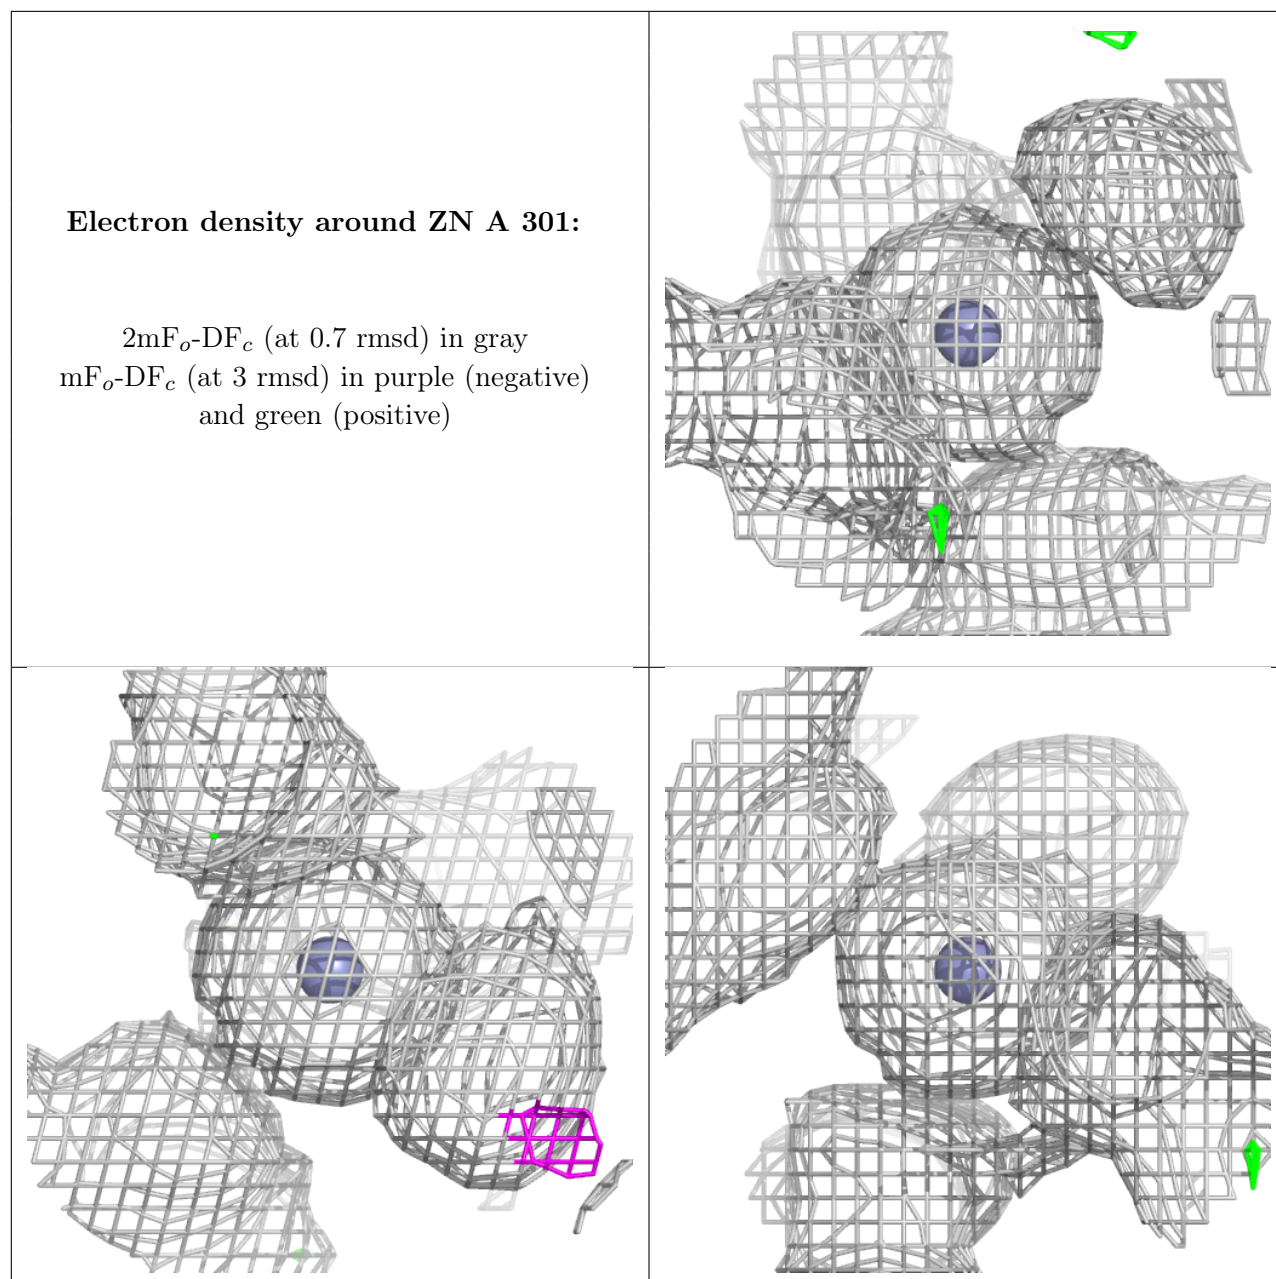 Electron density around ZN A 301:
2mFo-DFc (at 0.7 rmsd) in gray
mFo-DFc (at 3 rmsd) in purple (negative)
and green (positive)